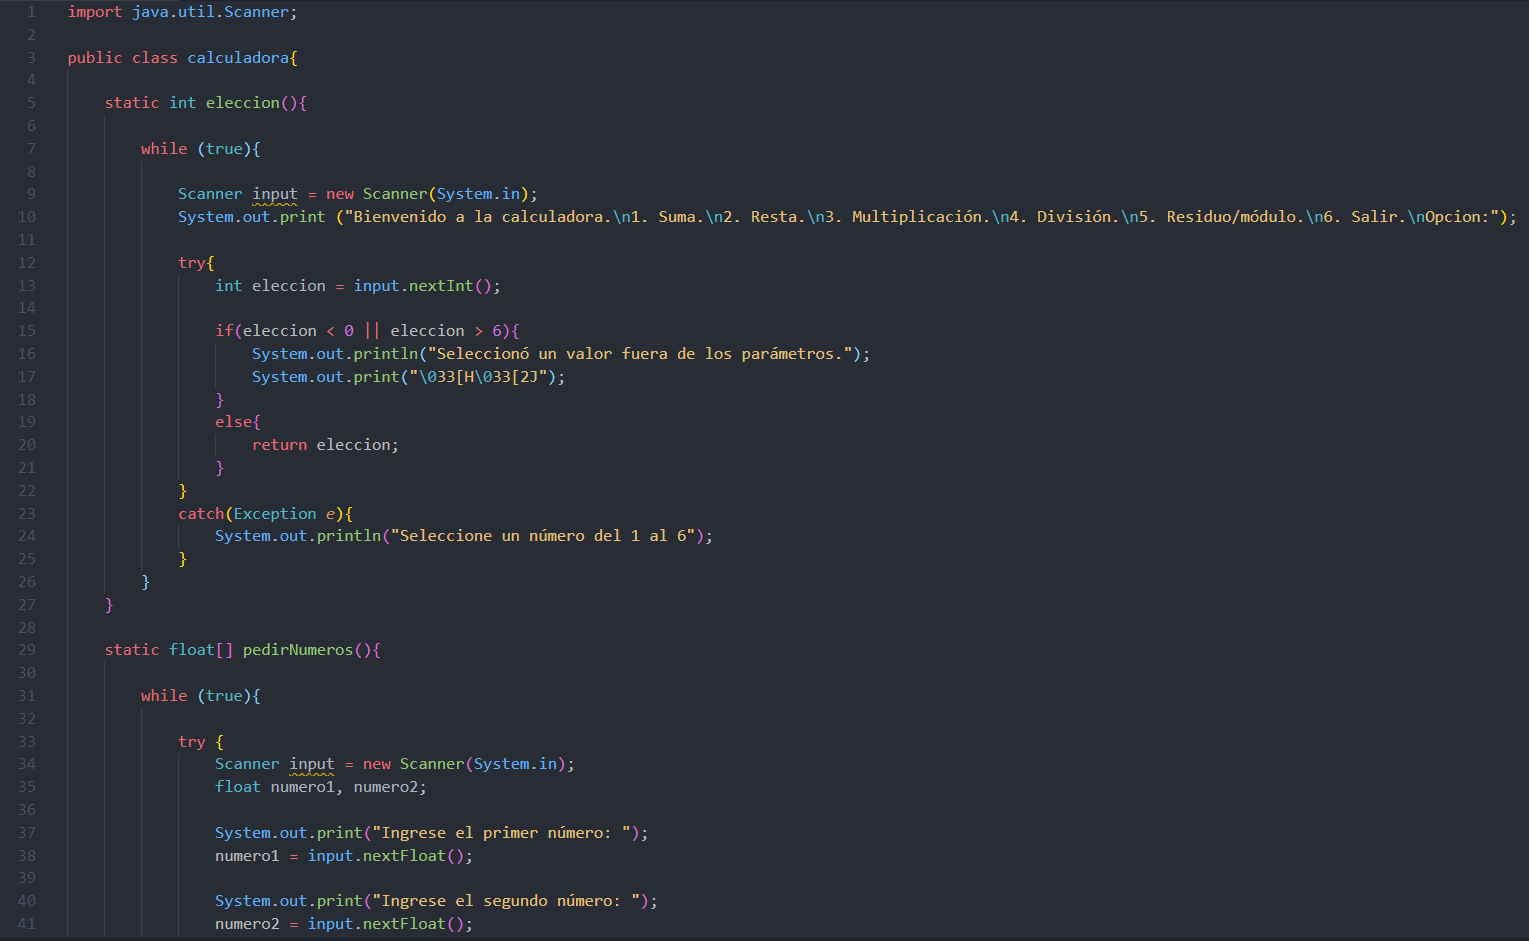 1 import java.util.Scanner;
2
3 public class calculadora{
4
5 static int eleccion(){
6
7 while (true){
8
9 Scanner input = new Scanner(System.in);
10 System.out.print ("Bienvenido a la calculadora.\n1. Suma.\n2. Resta.\n3. Multiplicación.\n4. División.\n5. Residuo/módulo.\n6. Salir.\nOpcion:");
11
12 try{
13 int eleccion = input.nextInt();
14
15 if(eleccion < 0 || eleccion > 6){
16 System.out.println("Seleccionó un valor fuera de los parámetros.");
17 System.out.print("\033[H\033[2J");
18 }
19 else{
20 return eleccion;
21 }
22 }
23 catch(Exception e){
24 System.out.println("Seleccione un número del 1 al 6");
25 }
26 }
27 }
28
29 static float[] pedirNumeros(){
30
31 while (true){
32
33 try {
34 Scanner input = new Scanner(System.in);
35 float numero1, numero2;
36
37 System.out.print("Ingrese el primer número: ");
38 numero1 = input.nextFloat();
39
40 System.out.print("Ingrese el segundo número: ");
41 numero2 = input.nextFloat();